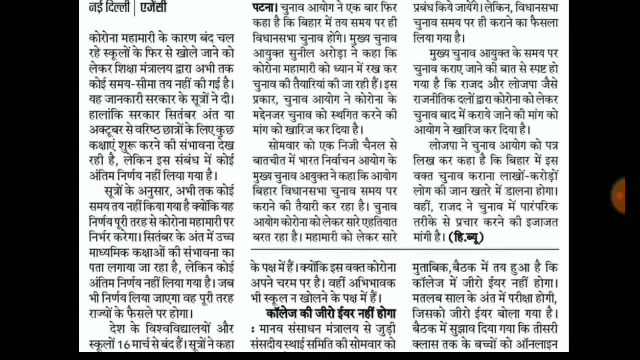 नई दिल्ली | एजेंसी
कोरोना महामारी के कारण बंद चल
रहे स्कूलों के फिर से खोले जाने को
लेकर शिक्षा मंत्रालय द्वारा अभी तक
कोई समय-सीमा तय नहीं की गई है।
यह जानकारी सरकार के सूत्रों ने दी।
हालांकि सरकार सितंबर अंत या
अक्टूबर से वरिष्ठ छात्रों के लिए कुछ
कक्षाएं शुरू करने की संभावना देख
रही है, लेकिन इस संबंध में कोई
अंतिम निर्णय नहीं लिया गया है।
सूत्रों के अनुसार, अभी तक कोई
समय तय नहीं किया गया है क्योंकि यह
निर्णय पूरी तरह से कोरोना महामारी पर
निर्भर करेगा। सितंबर के अंत में उच्च
माध्यमिक कक्षाओं की संभावना का
पता लगाया जा रहा है, लेकिन कोई
अंतिम निर्णय नहीं लिया गया है। जब
भी निर्णय लिया जाएगा वह पूरी तरह
राज्यों के फैसले पर होगा।
देश के विश्वविद्यालयों और
स्कूलों 16 मार्च से बंद हैं। सूत्रों ने कहा
पटना। चुनाव आयोग ने एक बार फिर
कहा है कि बिहार में तय समय पर ही
विधानसभा चुनाव होंगे। मुख्य चुनाव
आयुक्त सुनील अरोड़ा ने कहा कि
कोरोना महामारी को ध्यान में रख कर
चुनाव की तैयारियां की जा रही हैं। इस
प्रकार, चुनाव आयोग ने कोरोना के
मद्देनजर चुनाव को स्थगित करने की
मांग को खारिज कर दिया है।
सोमवार को एक निजी चैनल से
बातचीत में भारत निर्वाचन आयोग के
मुख्य चुनाव आयुक्त ने कहा कि आयोग
बिहार विधानसभा चुनाव समय पर
कराने की तैयारी कर रहा है। चुनाव
आयोग कोरोना को लेकर सारे एहतियात
बरत रहा है। महामारी को लेकर सारे
प्रबंध किये जायेंगे। लेकिन, विधानसभा
चुनाव समय पर ही कराने का फैसला
लिया गया है।
मुख्य चुनाव आयुक्त के समय पर
चुनाव कराए जाने की बात से स्पष्ट हो
गया है कि राजद और लोजपा जैसे
राजनीतिक दलों द्वारा कोरोना को लेकर
चुनाव बाद में कराये जाने की मांग को
आयोग ने खारिज कर दिया है।
लोजपा ने चुनाव आयोग को पत्र
लिख कर कहा है कि बिहार में इस
वक्त चुनाव कराना लाखों-करोड़ों
लोग की जान खतरे में डालना होगा।
वहीं, राजद ने चुनाव में पारंपरिक
तरीके से प्रचार करने की इजाजत
मांगी है। (हि.ब्यू)
के पक्ष में हैं। क्योंकि इस वक्त कोरोना
अपने चरम पर है। वहीं अभिभावक
भी स्कूल न खोलने के पक्ष में हैं।
कॉलेज की जीरो ईयर नहीं होगा
: मानव संसाधन मंत्रालय से जुड़ी
संसदीय स्थाई समिति की सोमवार को
मुताबिक, बैठक में तय हुआ है कि
कॉलेज में जीरो ईयर नहीं होगा।
मतलब साल के अंत में परीक्षा होगी,
जिसको जीरो ईयर बोला गया है।
बैठक में सुझाव दिया गया कि तीसरी
क्लास तक के बच्चों को ऑनलाइन